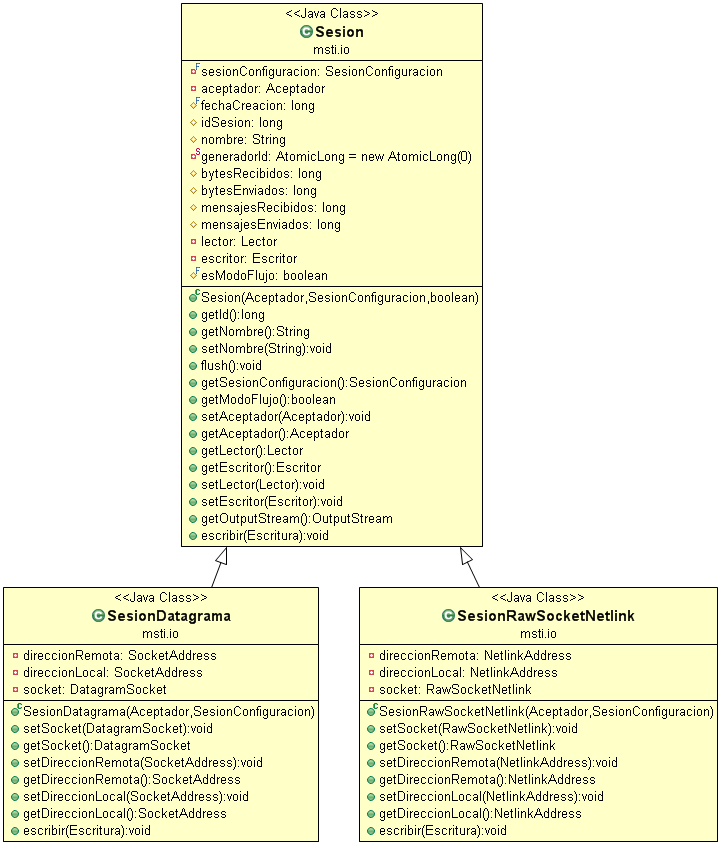 <<Java Class>>
Sesion
msti.io
sesionConfiguracion: SesionConfiguracion
aceptador: Aceptador
fechaCreacion: long
idSesion: long
nombre: String
generadorId: AtomicLong = new AtomicLong(0)
bytesRecibidos: long
bytesEnviados: long
mensajesRecibidos: long
mensajesEnviados: long
lector: Lector
escritor: Escritor
esModoFlujo: boolean
Sesion(Aceptador,SesionConfiguracion,boolean)
getId():long
getNombre():String
setNombre(String):void
flush():void
getSesionConfiguracion():SesionConfiguracion
getModoFlujo():boolean
setAceptador(Aceptador):void
getAceptador():Aceptador
getLector():Lector
getEscritor():Escritor
setLector(Lector):void
setEscritor(Escritor):void
getOutputStream():OutputStream
escribir(Escritura):void
<<Java Class>>
SesionDatagrama
msti.io
direccionRemota: SocketAddress
direccionLocal: SocketAddress
socket: DatagramSocket
SesionDatagrama(Aceptador,SesionConfiguracion)
setSocket(DatagramSocket):void
getSocket():DatagramSocket
setDireccionRemota(SocketAddress):void
getDireccionRemota():SocketAddress
setDireccionLocal(SocketAddress):void
getDireccionLocal():SocketAddress
escribir(Escritura):void
<<Java Class>>
SesionRawSocketNetlink
msti.io
direccionRemota: NetlinkAddress
direccionLocal: NetlinkAddress
socket: RawSocketNetlink
SesionRawSocketNetlink(Aceptador,SesionConfiguracion)
setSocket(RawSocketNetlink):void
getSocket():RawSocketNetlink
setDireccionRemota(NetlinkAddress):void
getDireccionRemota():NetlinkAddress
setDireccionLocal(NetlinkAddress):void
getDireccionLocal():NetlinkAddress
escribir(Escritura):void